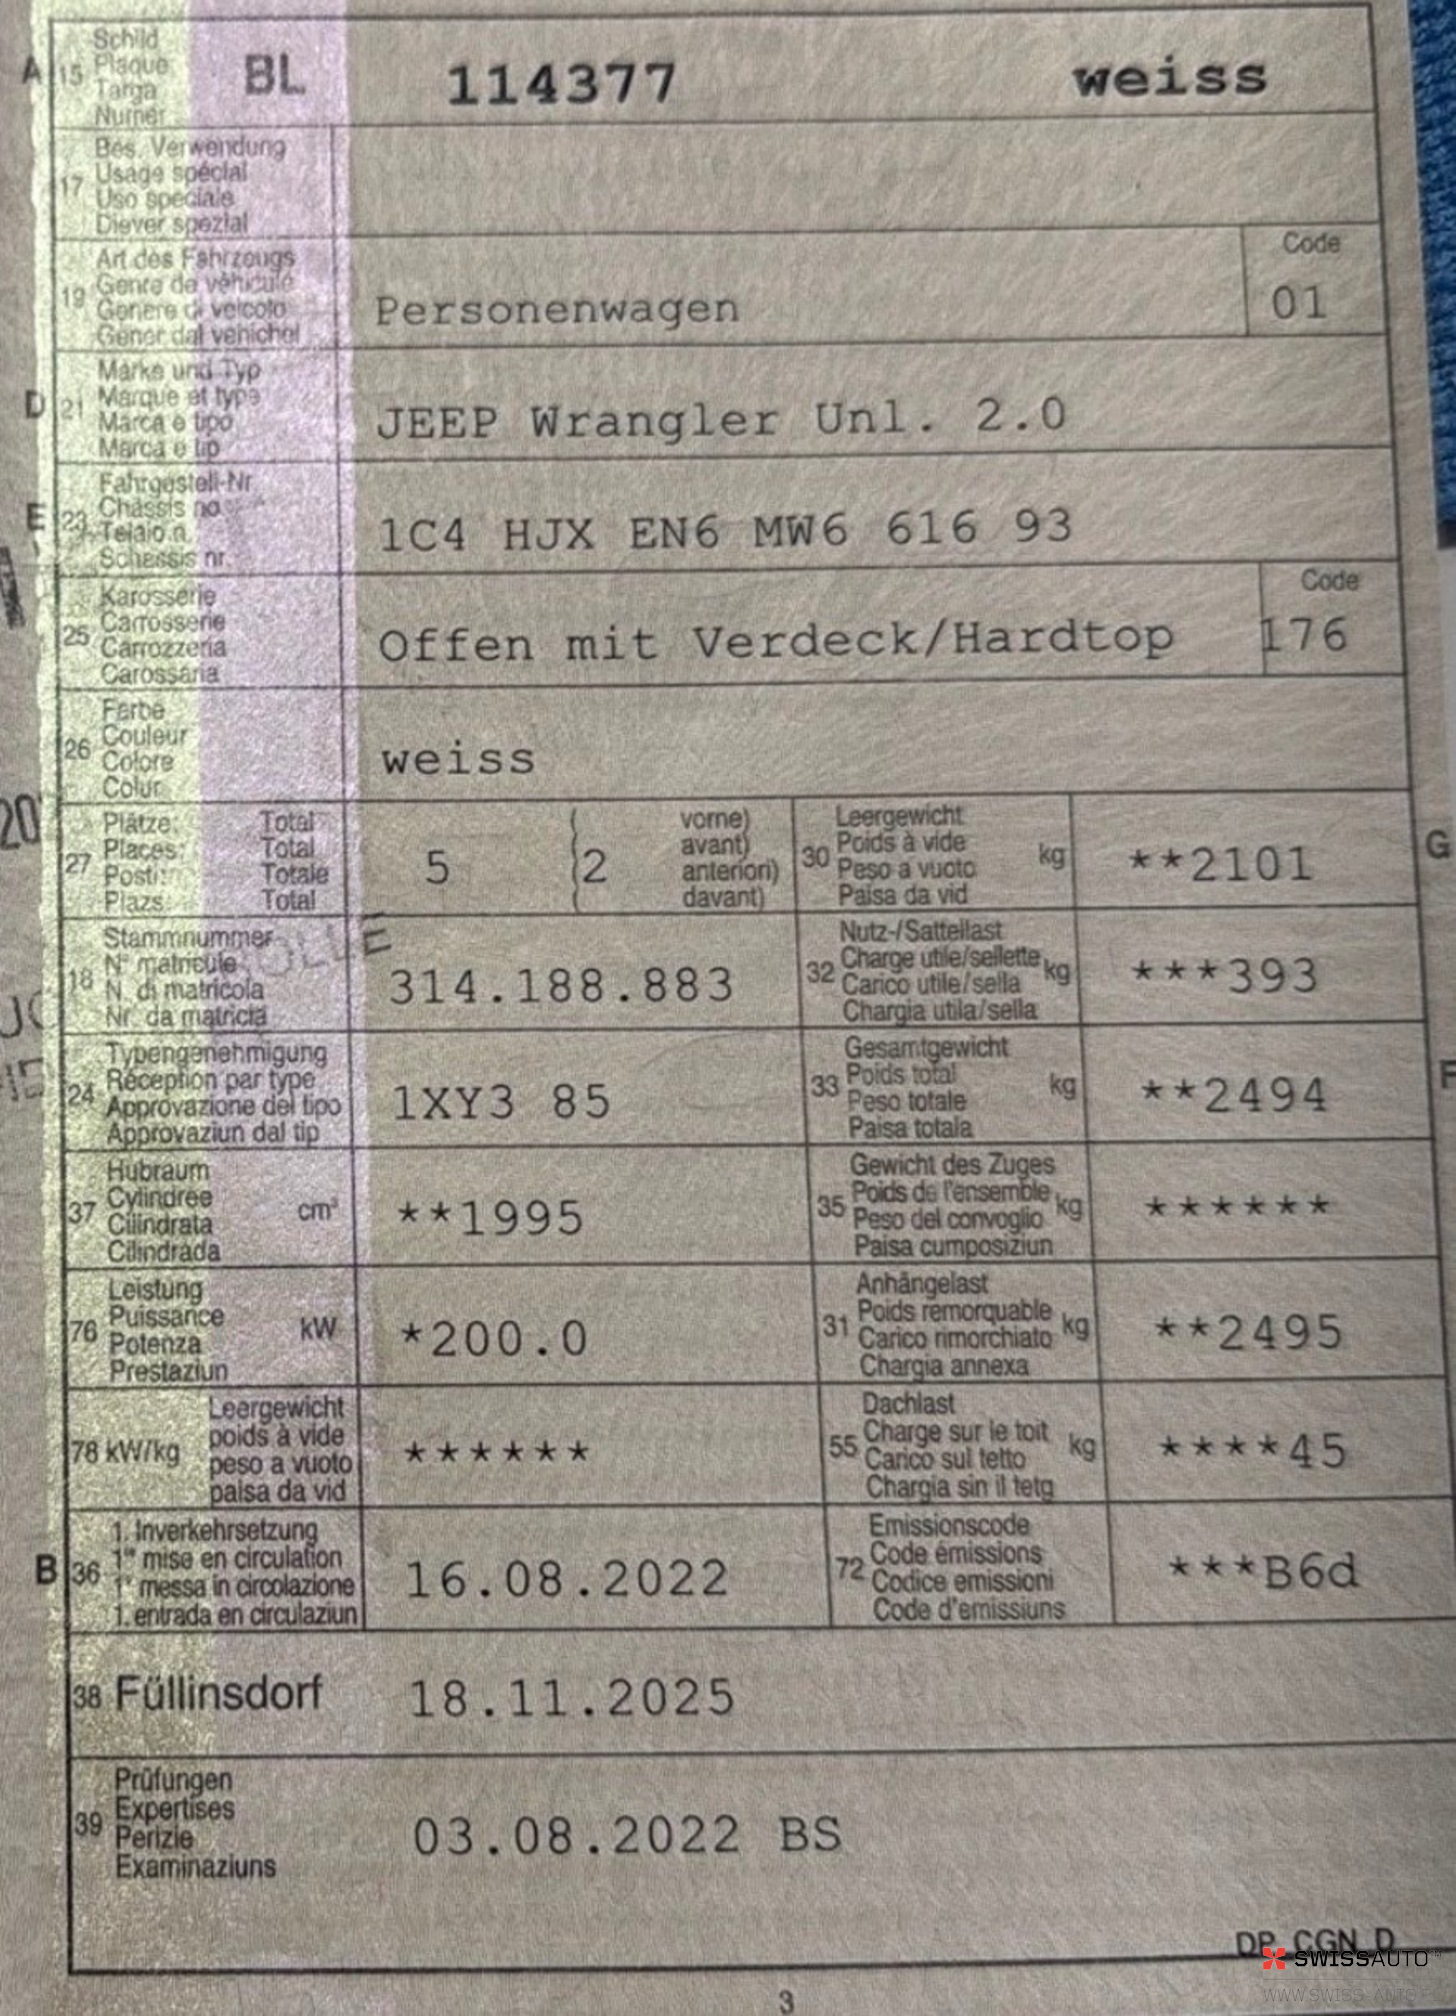 A 15 Schild
Plaque
Targa
Numer
BL 114377 weiss
17 Bes. Verwendung
Usage spécial
Uso speciale
Diever spezial
19 Art des Fahrzeugs
Genre de véhicule
Genere di veicolo
Gener dal vehichel
Personenwagen
Code
01
D 21 Marke und Typ
Marque et type
Marca e tipo
Marca e tip
JEEP Wrangler Unl. 2.0
E 23 Fahrgestell-Nr.
Châssis no
Telaio n.
Schassis nr.
1C4 HJX EN6 MW6 616 93
25 Karosserie
Carrosserie
Carrozzeria
Carossaria
Offen mit Verdeck/Hardtop
Code
176
26 Farbe
Couleur
Colore
Colur
weiss
27 Plätze: Total
Places: Total
Posti: Totale
Plazs: Total
5 (2 vorne)
avant)
anteriori)
davant)
30 Leergewicht
Poids à vide
Peso a vuoto
Paisa da vid
kg **2101
G
18 Stammnummer
N° matricule
N. di matricola
Nr. da matricla
314.188.883
32 Nutz-/Sattellast
Charge utile/sellette
Carico utile/sella
Chargia utila/sella
kg ***393
24 Typengenehmigung
Réception par type
Approvazione del tipo
Approvaziun dal tip
1XY3 85
33 Gesamtgewicht
Poids total
Peso totale
Paisa totala
kg **2494
F
37 Hubraum
Cylindrée
Cilindrata
Cilindrada
cm³ **1995
35 Gewicht des Zuges
Poids de l'ensemble
Peso del convoglio
Paisa cumposiziun
kg ******
76 Leistung
Puissance
Potenza
Prestaziun
kW *200.0
31 Anhängelast
Poids remorquable
Carico rimorchiato
Chargia annexa
kg **2495
78 kW/kg Leergewicht
poids à vide
peso a vuoto
paisa da vid
******
55 Dachlast
Charge sur le toit
Carico sul tetto
Chargia sin il tetg
kg ****45
B 36 1. Inverkehrsetzung
1re mise en circulation
1a messa in circolazione
1. entrada en circulaziun
16.08.2022
72 Emissionscode
Code émissions
Codice emissioni
Code d'emissiuns
***B6d
38 Füllinsdorf 18.11.2025
39 Prüfungen
Expertises
Perizie
Examinaziuns
03.08.2022 BS
DP CGN D
SWISSAUTO
3